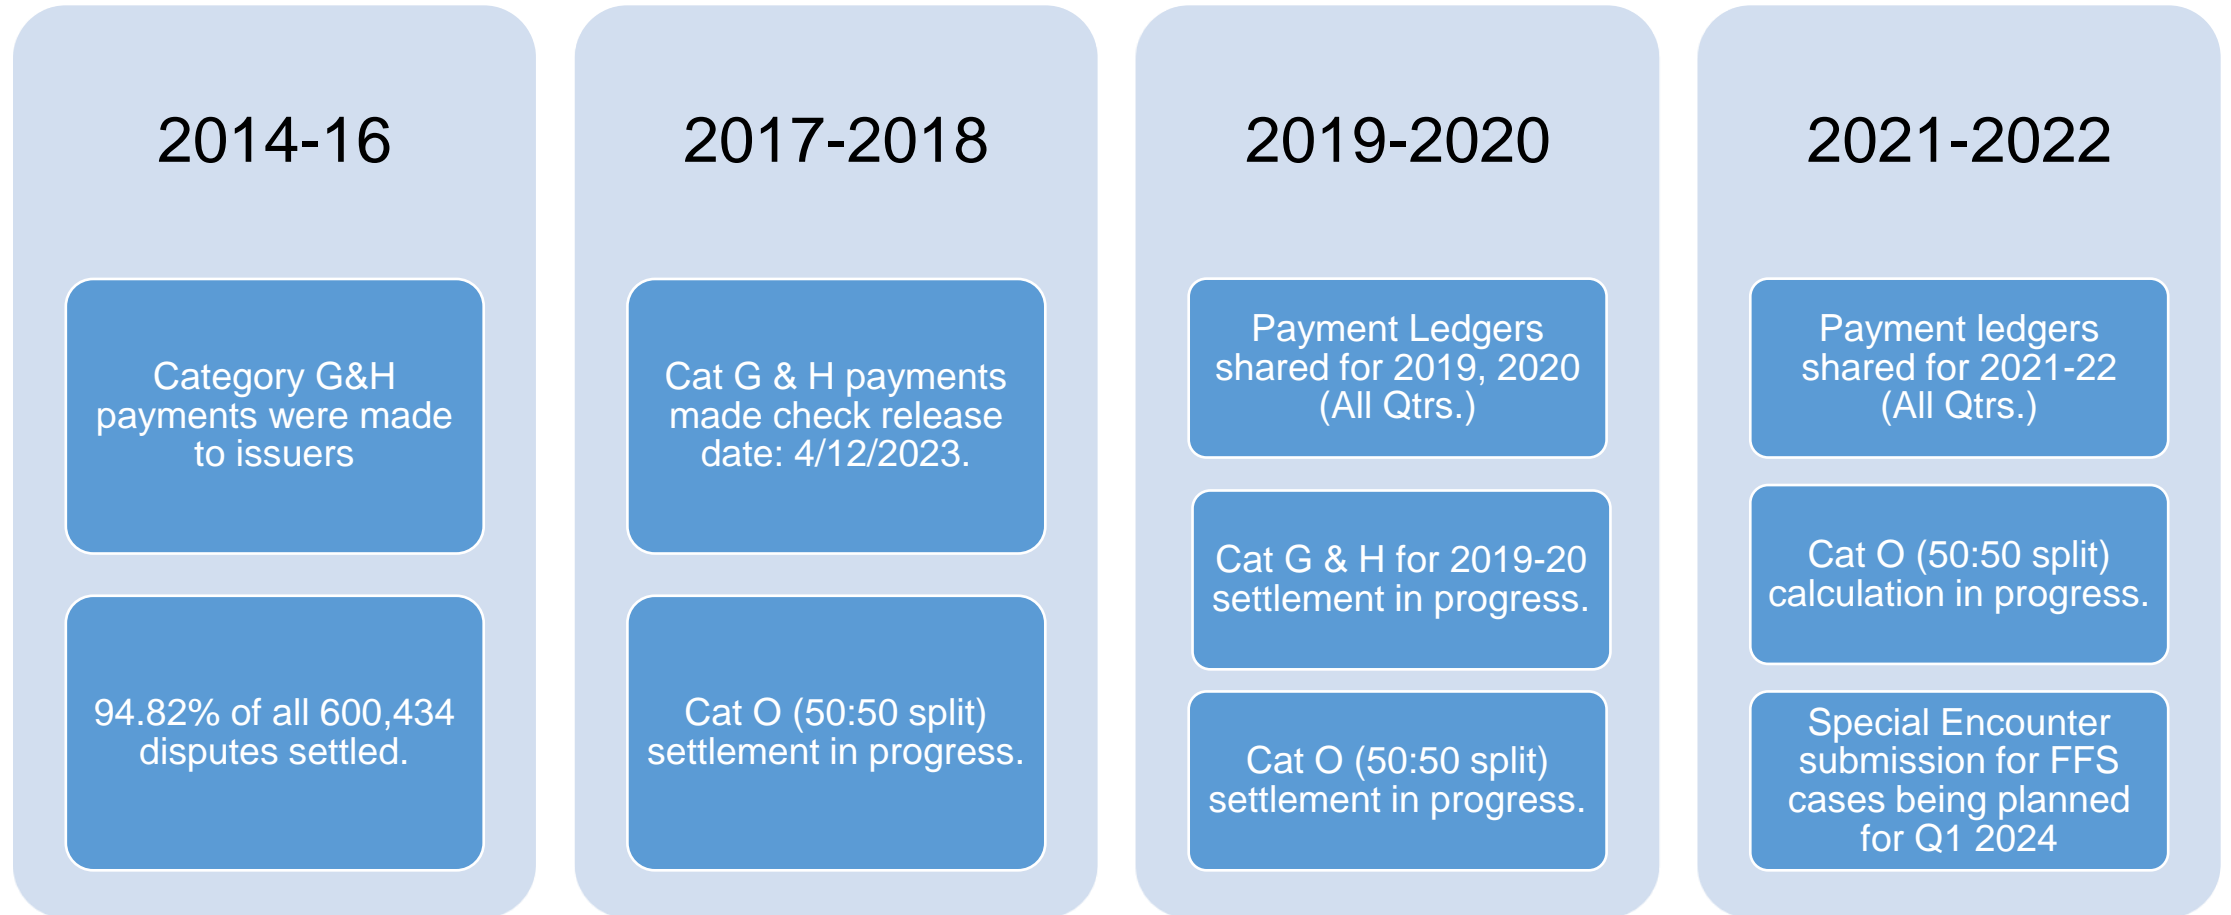 2014-16
Category G&H
payments were made
to issuers
94.82% of all 600,434
disputes settled.
2017-2018
Cat G & H payments
made check release
date: 4/12/2023.
Cat O (50:50 split)
settlement in progress.
2019-2020
Payment Ledgers
shared for 2019, 2020
(All Qtrs.)
Cat G & H for 2019-20
settlement in progress.
Cat O (50:50 split)
settlement in progress.
2021-2022
Payment ledgers
shared for 2021-22
(All Qtrs.)
Cat O (50:50 split)
calculation in progress.
Special Encounter
submission for FFS
cases being planned
for Q1 2024